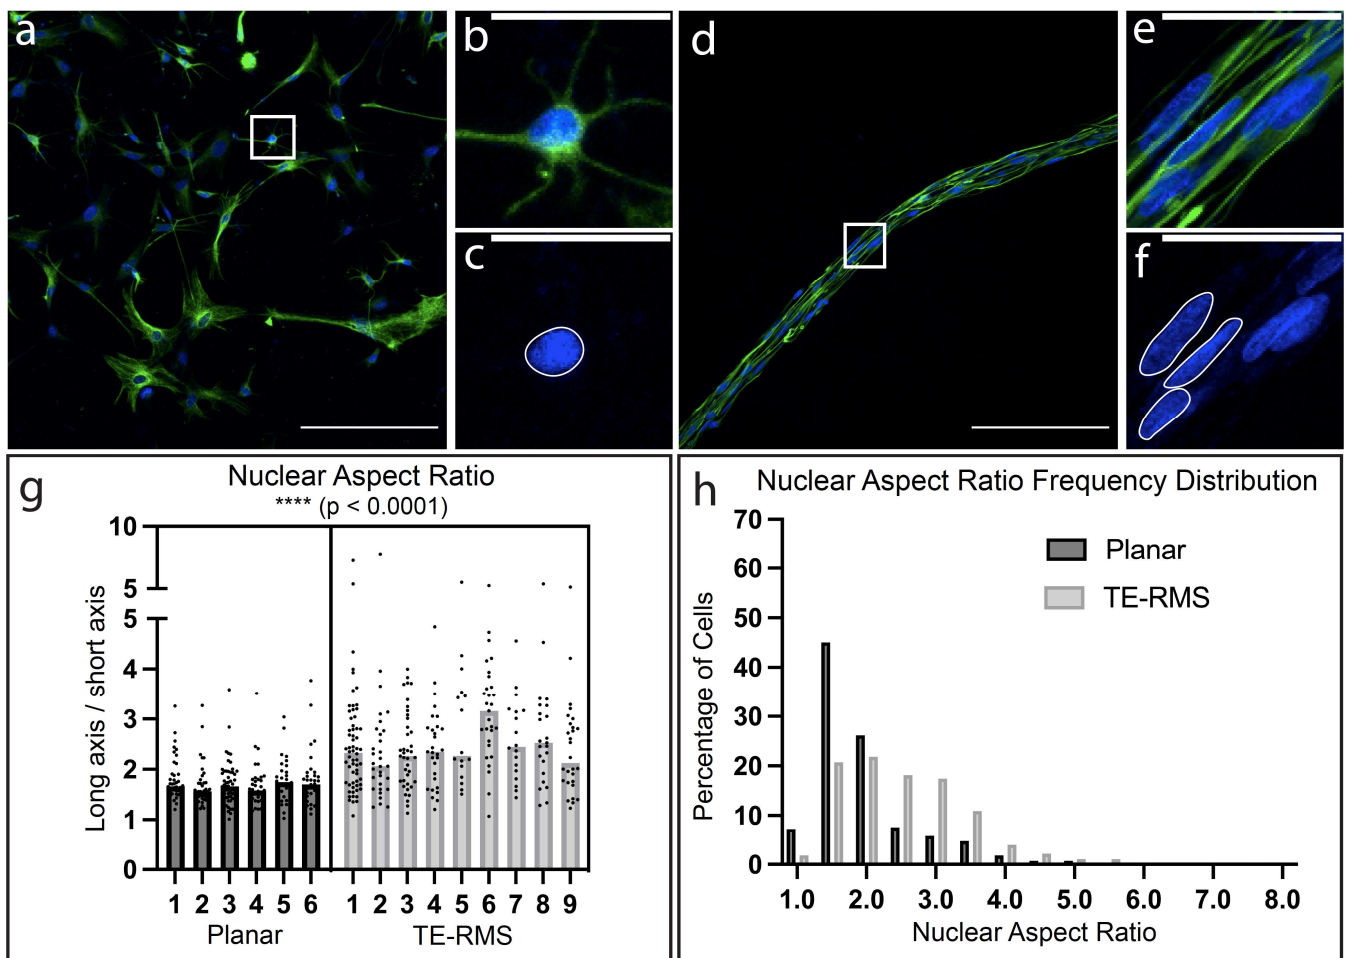 a
b
c
d
e
f
g
Nuclear Aspect Ratio
**** (p < 0.0001)
Long axis / short axis
10
5
5
4
3
2
1
0
1 2 3 4 5 6
1 2 3 4 5 6 7 8 9
Planar
TE-RMS
h
Nuclear Aspect Ratio Frequency Distribution
Percentage of Cells
70
60
50
40
30
20
10
0
Planar
TE-RMS
1.0 2.0 3.0 4.0 5.0 6.0 7.0 8.0
Nuclear Aspect Ratio